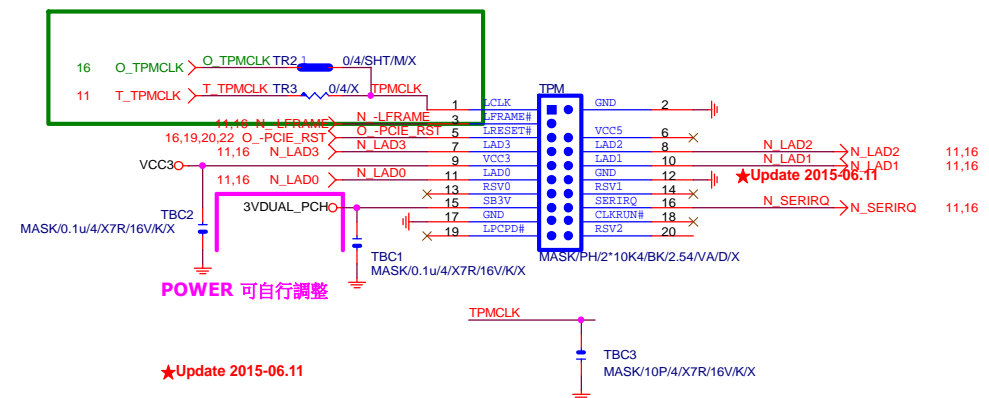 16 O_TPMCLK O_TPMCLK TR2 1 0/4/SHT/M/X
11 T_TPMCLK T_TPMCLK TR3 0/4/X TPMCLK
TPM
1 LCLK GND 2
11,16 N_-LFRAME N_-LFRAME 3 LFRAME#
16,19,20,22 O_-PCIE_RST O_-PCIE_RST 5 LRESET# VCC5 6
11,16 N_LAD3 N_LAD3 7 LAD3 LAD2 8 N_LAD2 N_LAD2 11,16
VCC3 9 VCC3 LAD1 10 N_LAD1 N_LAD1 11,16
11,16 N_LAD0 N_LAD0 11 LAD0 GND 12
★Update 2015-06.11
13 RSV0 RSV1 14
3VDUAL_PCH 15 SB3V SERIRQ 16 N_SERIRQ N_SERIRQ 11,16
17 GND CLKRUN# 18
19 LPCPD# RSV2 20
TBC2
MASK/0.1u/4/X7R/16V/K/X
TBC1
MASK/0.1u/4/X7R/16V/K/X
MASK/PH/2*10K4/BK/2.54/VA/D/X
POWER 可自行調整
TPMCLK
TBC3
MASK/10P/4/X7R/16V/K/X
★Update 2015-06.11